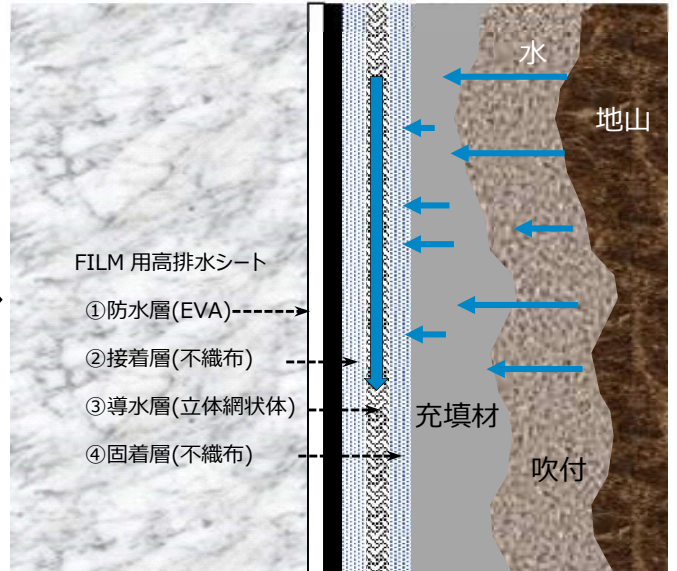 水
地山
FILM 用高排水シート
①防水層(EVA)
②接着層(不織布)
③導水層(立体網状体)
④固着層(不織布)
充填材
吹付